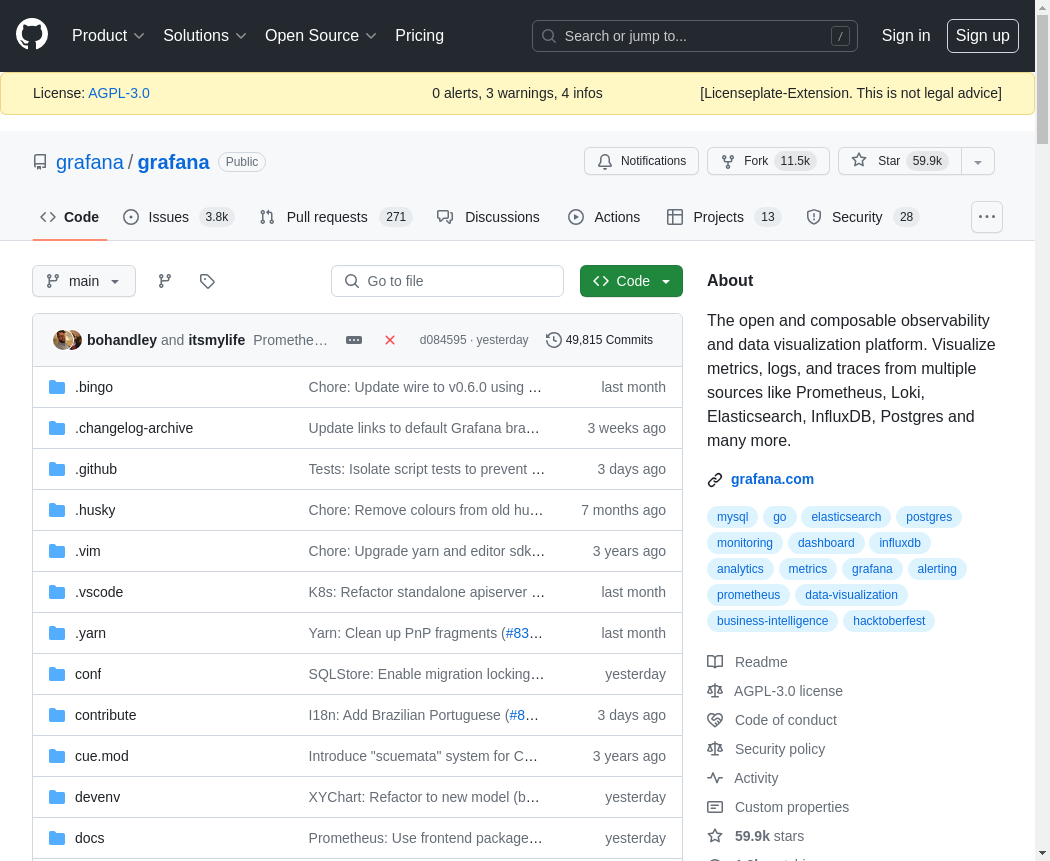 Product Solutions Open Source Pricing Search or jump to... / Sign in Sign up
License: AGPL-3.0 0 alerts, 3 warnings, 4 infos [Licenseplate-Extension. This is not legal advice]
grafana / grafana Public Notifications Fork 11.5k Star 59.9k
Code Issues 3.8k Pull requests 271 Discussions Actions Projects 13 Security 28
main Go to file Code
bohandley and itsmylife Promethe… d084595 · yesterday 49,815 Commits
.bingo Chore: Update wire to v0.6.0 using … last month
.changelog-archive Update links to default Grafana bra… 3 weeks ago
.github Tests: Isolate script tests to prevent … 3 days ago
.husky Chore: Remove colours from old hu… 7 months ago
.vim Chore: Upgrade yarn and editor sdk… 3 years ago
.vscode K8s: Refactor standalone apiserver … last month
.yarn Yarn: Clean up PnP fragments (#83… last month
conf SQLStore: Enable migration locking… yesterday
contribute I18n: Add Brazilian Portuguese (#8… 3 days ago
cue.mod Introduce "scuemata" system for C… 3 years ago
devenv XYChart: Refactor to new model (b… yesterday
docs Prometheus: Use frontend package… yesterday
About
The open and composable observability
and data visualization platform. Visualize
metrics, logs, and traces from multiple
sources like Prometheus, Loki,
Elasticsearch, InfluxDB, Postgres and
many more.
grafana.com
mysql go elasticsearch postgres
monitoring dashboard influxdb
analytics metrics grafana alerting
prometheus data-visualization
business-intelligence hacktoberfest
Readme
AGPL-3.0 license
Code of conduct
Security policy
Activity
Custom properties
59.9k stars